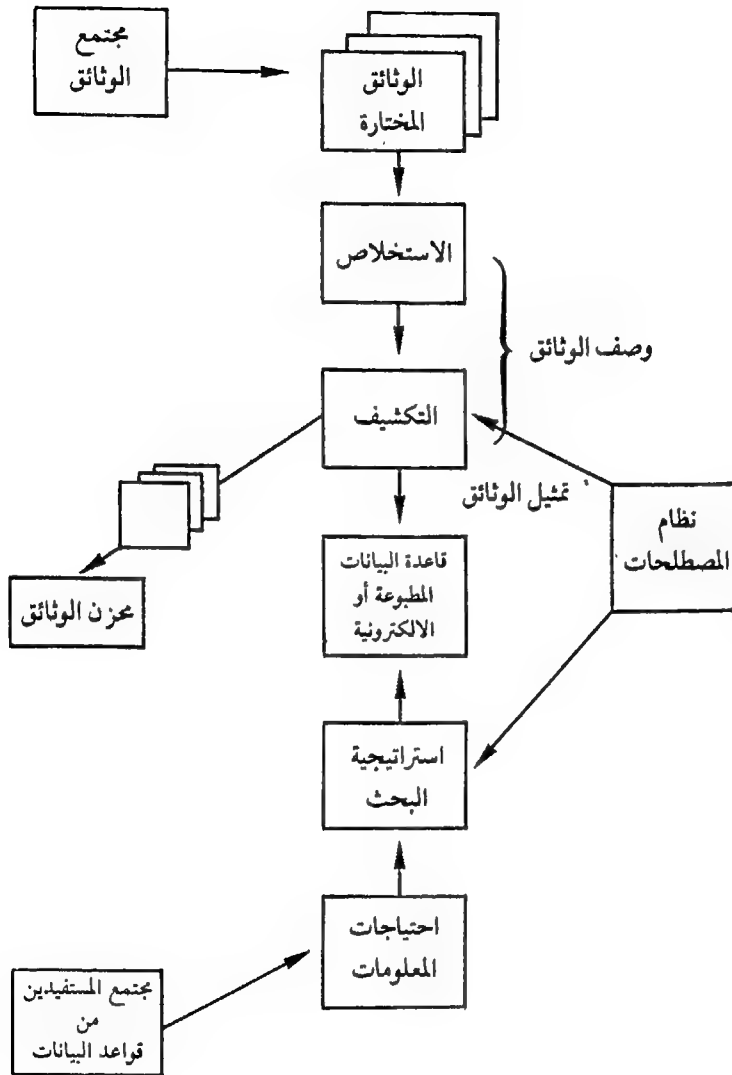 مجتمع
الوثائق
الوثائق
المختارة
الاستخلاص
وصف الوثائق
التكشيف
تمثيل الوثائق
نظام
المصطلحات
قاعدة البيانات
المطبوعة أو
الالكترونية
مخزن الوثائق
استراتيجية
البحث
احتياجات
المعلومات
مجتمع المستفيدين
من
قواعد البيانات